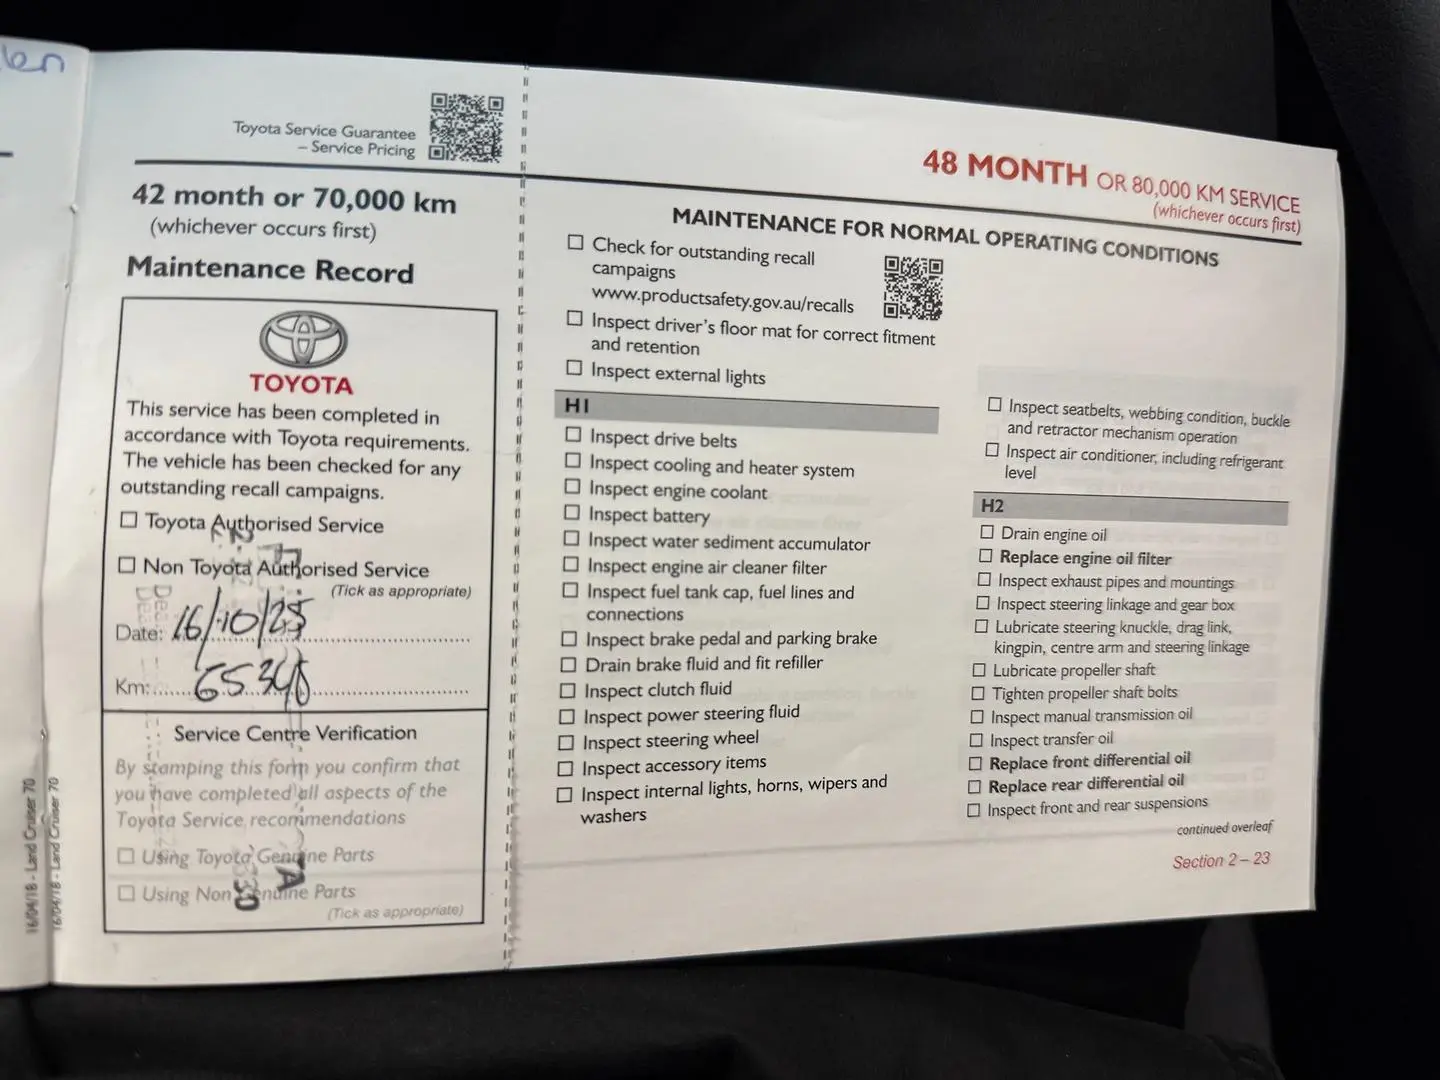 Toyota Service Guarantee
– Service Pricing
42 month or 70,000 km
(whichever occurs first)
Maintenance Record
TOYOTA
This service has been completed in
accordance with Toyota requirements.
The vehicle has been checked for any
outstanding recall campaigns.
Toyota Authorised Service
Non Toyota Authorised Service
(Tick as appropriate)
Date: 16/10/25
Km: 65340
Service Centre Verification
By stamping this form you confirm that
you have completed all aspects of the
Toyota Service recommendations
Using Toyota Genuine Parts
Using Non Genuine Parts
(Tick as appropriate)
16/04/18 - Land Cruiser 70
16/04/18 - Land Cruiser 70
48 MONTH OR 80,000 KM SERVICE
(whichever occurs first)
MAINTENANCE FOR NORMAL OPERATING CONDITIONS
Check for outstanding recall
campaigns
www.productsafety.gov.au/recalls
Inspect driver's floor mat for correct fitment
and retention
Inspect external lights
H1
Inspect drive belts
Inspect cooling and heater system
Inspect engine coolant
Inspect battery
Inspect water sediment accumulator
Inspect engine air cleaner filter
Inspect fuel tank cap, fuel lines and
connections
Inspect brake pedal and parking brake
Drain brake fluid and fit refiller
Inspect clutch fluid
Inspect power steering fluid
Inspect steering wheel
Inspect accessory items
Inspect internal lights, horns, wipers and
washers
Inspect seatbelts, webbing condition, buckle
and retractor mechanism operation
Inspect air conditioner, including refrigerant
level
H2
Drain engine oil
Replace engine oil filter
Inspect exhaust pipes and mountings
Inspect steering linkage and gear box
Lubricate steering knuckle, drag link,
kingpin, centre arm and steering linkage
Lubricate propeller shaft
Tighten propeller shaft bolts
Inspect manual transmission oil
Inspect transfer oil
Replace front differential oil
Replace rear differential oil
Inspect front and rear suspensions
continued overleaf
Section 2 – 23